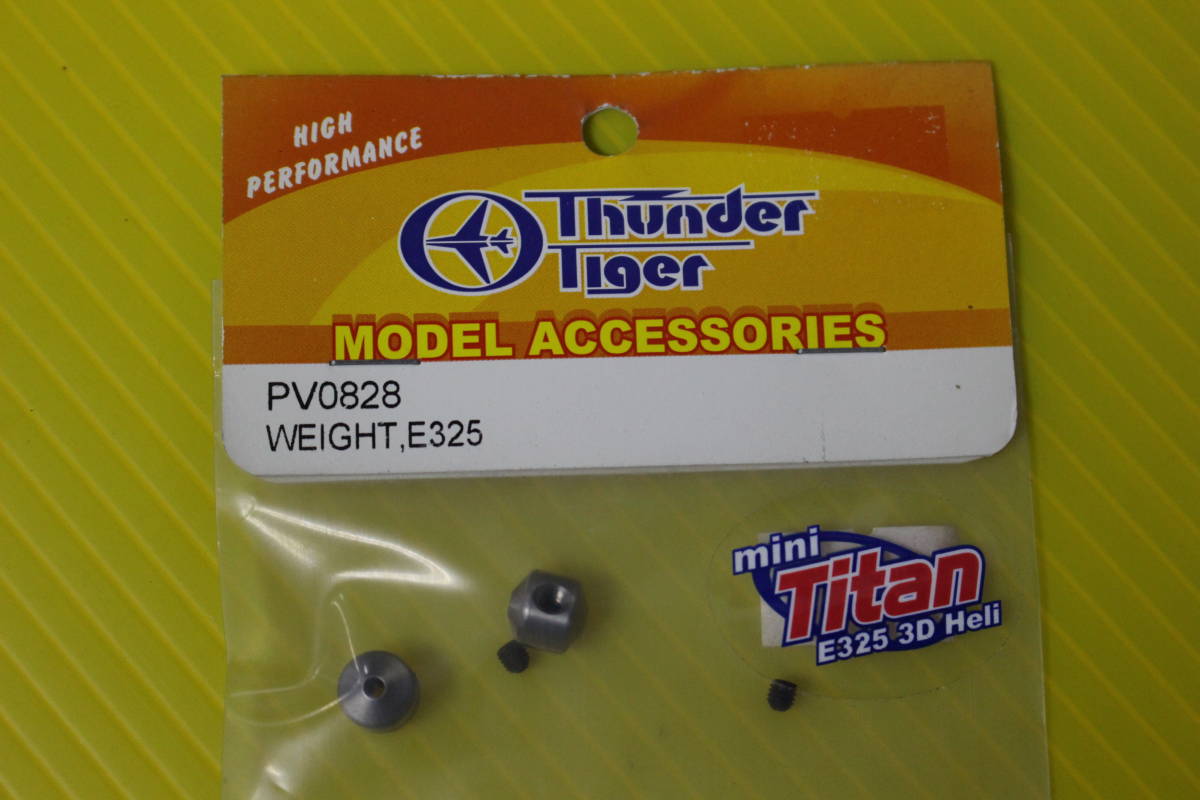 HIGH
PERFORMANCE
Thunder
Tiger
MODEL ACCESSORIES
PV0828
WEIGHT,E325
mini
Titan
E325 3D Heli